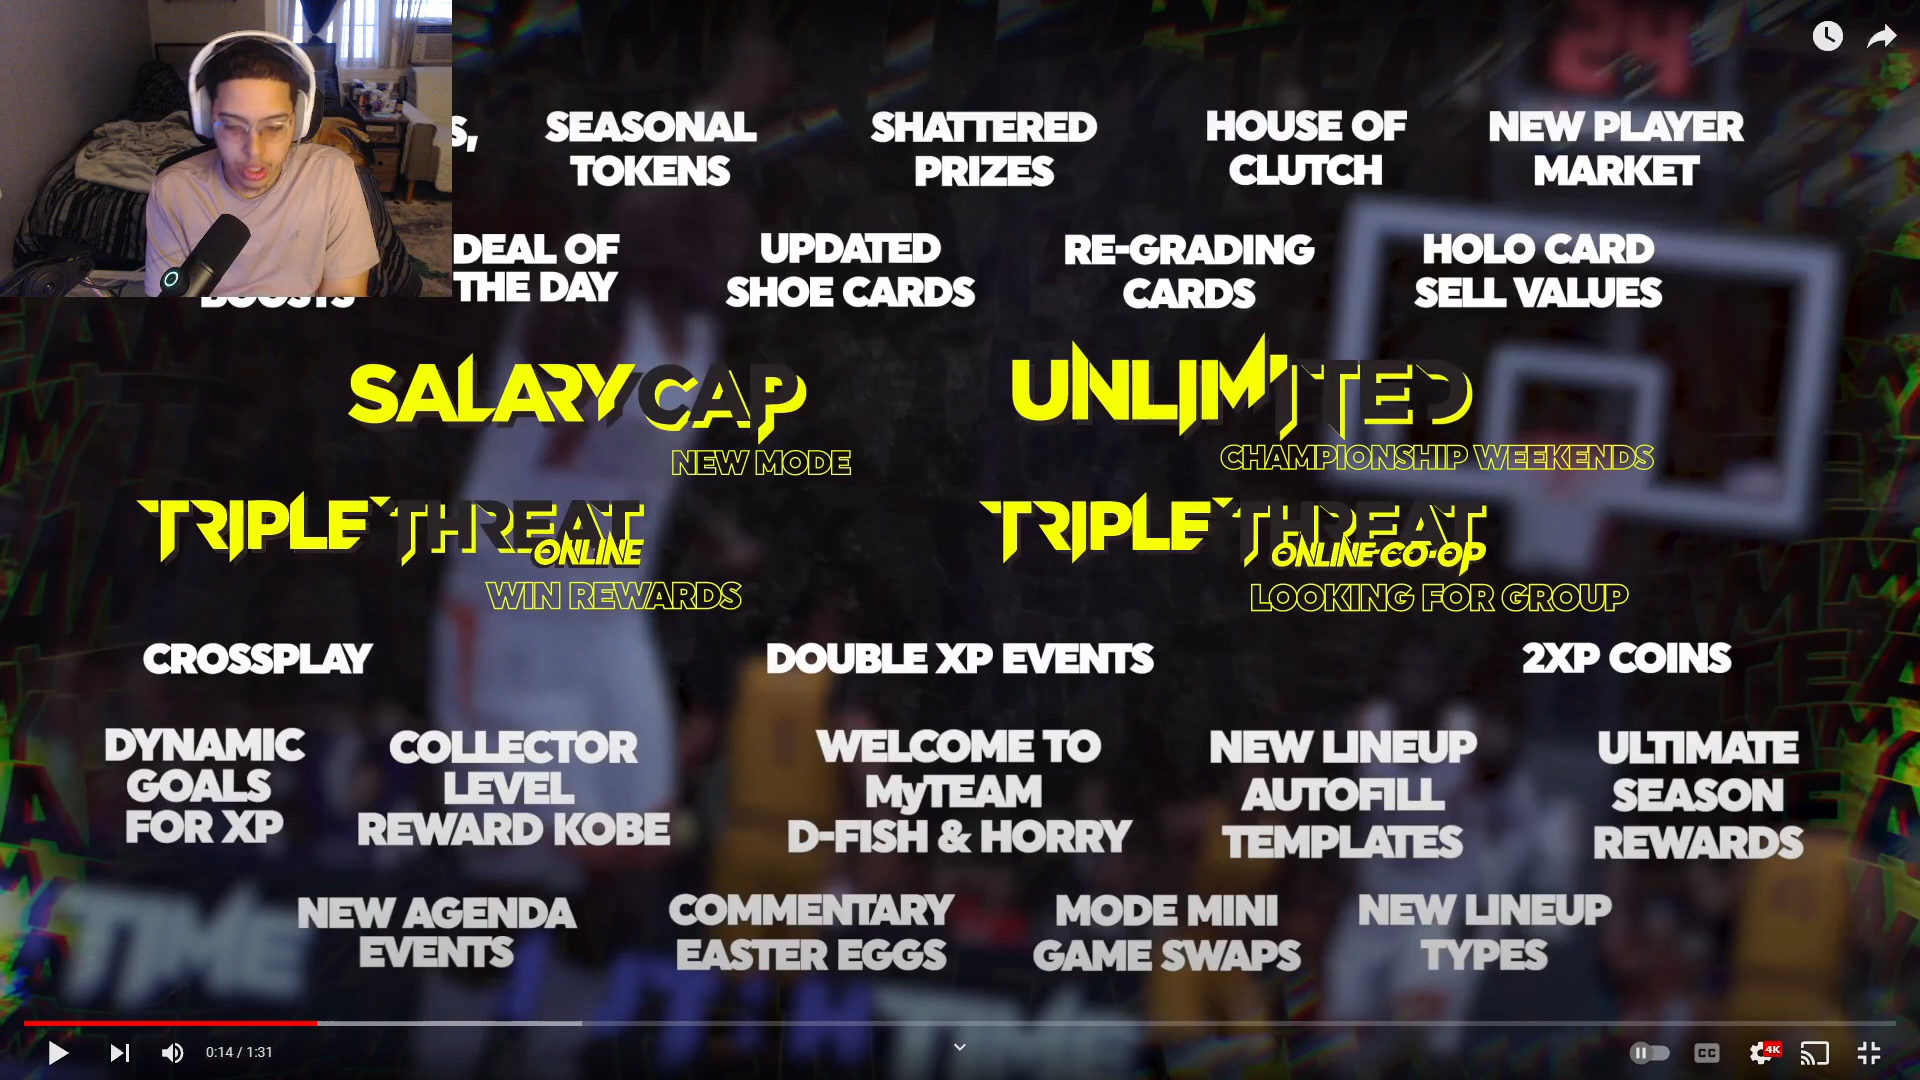 24
S,
SEASONAL
TOKENS
SHATTERED
PRIZES
HOUSE OF
CLUTCH
NEW PLAYER
MARKET
BOOSTS
DEAL OF
THE DAY
UPDATED
SHOE CARDS
RE-GRADING
CARDS
HOLO CARD
SELL VALUES
SALARY CAP
NEW MODE
UNLIMITED
CHAMPIONSHIP WEEKENDS
TRIPLE THREAT
ONLINE
WIN REWARDS
TRIPLE THREAT
ONLINE CO-OP
LOOKING FOR GROUP
CROSSPLAY
DOUBLE XP EVENTS
2XP COINS
DYNAMIC
GOALS
FOR XP
COLLECTOR
LEVEL
REWARD KOBE
WELCOME TO
MyTEAM
D-FISH & HORRY
NEW LINEUP
AUTOFILL
TEMPLATES
ULTIMATE
SEASON
REWARDS
NEW AGENDA
EVENTS
COMMENTARY
EASTER EGGS
MODE MINI
GAME SWAPS
NEW LINEUP
TYPES
0:14 / 1:31
CC
4K